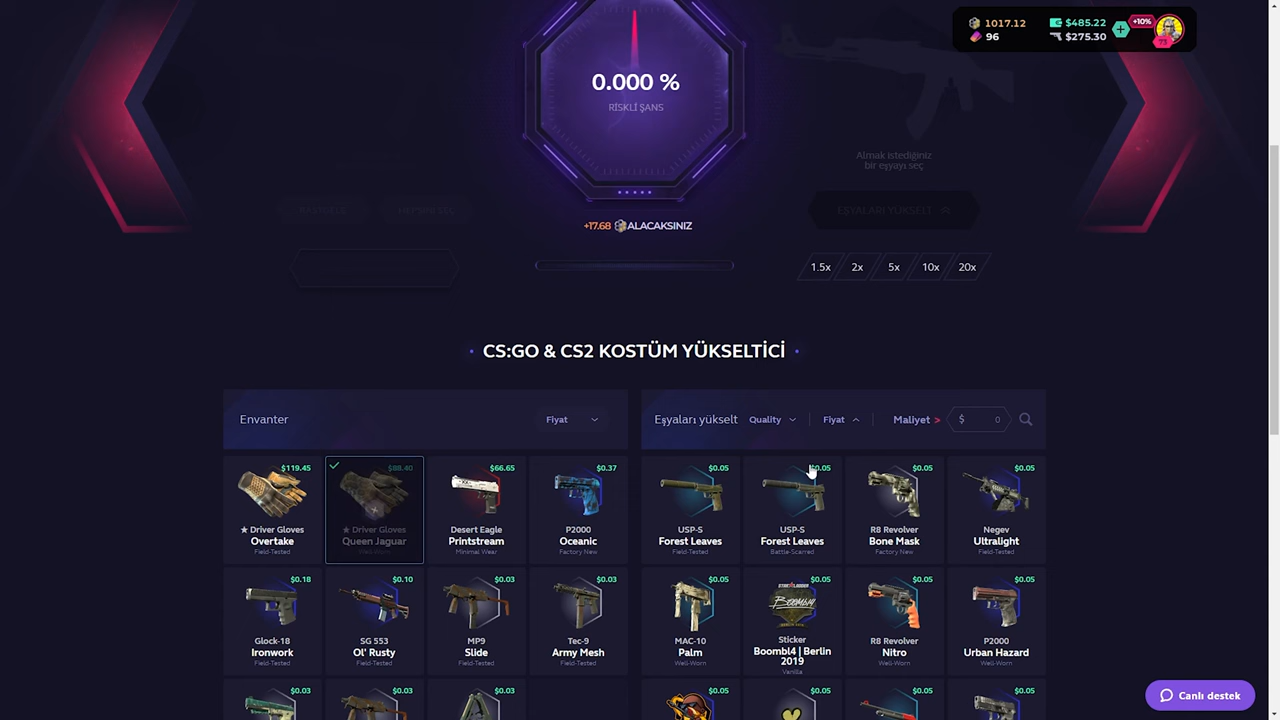 1017.12
$485.22
+10%
96
$275.30
73
0.000 %
RİSKLİ ŞANS
Almak istediğiniz
bir eşyayı seç
EŞYALARI YÜKSELT
+17.68 ALACAKSINIZ
1.5x 2x 5x 10x 20x
CS:GO & CS2 KOSTÜM YÜKSELTİCİ
Envanter
Fiyat
Eşyaları yükselt
Quality
Fiyat
Maliyet >
$ 0
$119.45
★ Driver Gloves
Overtake
Field-Tested
$88.40
★ Driver Gloves
Queen Jaguar
Well-Worn
$66.65
Desert Eagle
Printstream
Minimal Wear
$0.37
P2000
Oceanic
Factory New
$0.05
USP-S
Forest Leaves
Field-Tested
$0.05
USP-S
Forest Leaves
Battle-Scarred
$0.05
R8 Revolver
Bone Mask
Factory New
$0.05
Negev
Ultralight
Field-Tested
$0.18
Glock-18
Ironwork
Field-Tested
$0.10
SG 553
Ol' Rusty
Field-Tested
$0.03
MP9
Slide
Field-Tested
$0.03
Tec-9
Army Mesh
Field-Tested
$0.05
MAC-10
Palm
Well-Worn
$0.05
Sticker
Boombl4 | Berlin
2019
Vanilla
$0.05
R8 Revolver
Nitro
Well-Worn
$0.05
P2000
Urban Hazard
Well-Worn
$0.03
$0.03
$0.03
$0.05
$0.05
$0.05
$0.05
Canlı destek